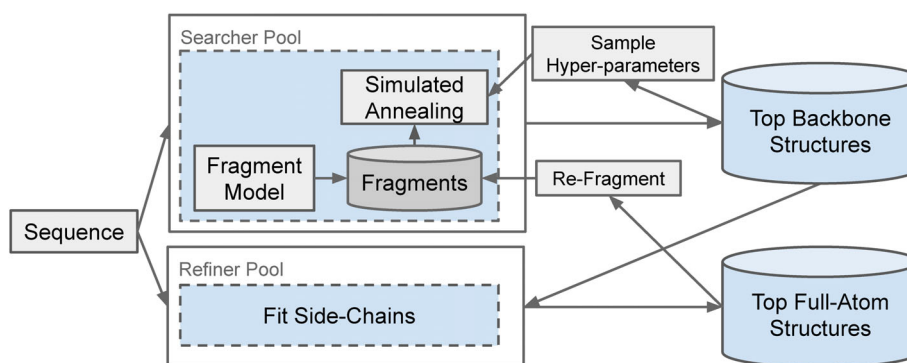 Searcher Pool
Sample
Hyper-parameters
Simulated
Annealing
Top Backbone
Structures
Fragment
Model
Fragments
Re-Fragment
Sequence
Refiner Pool
Fit Side-Chains
Top Full-Atom
Structures